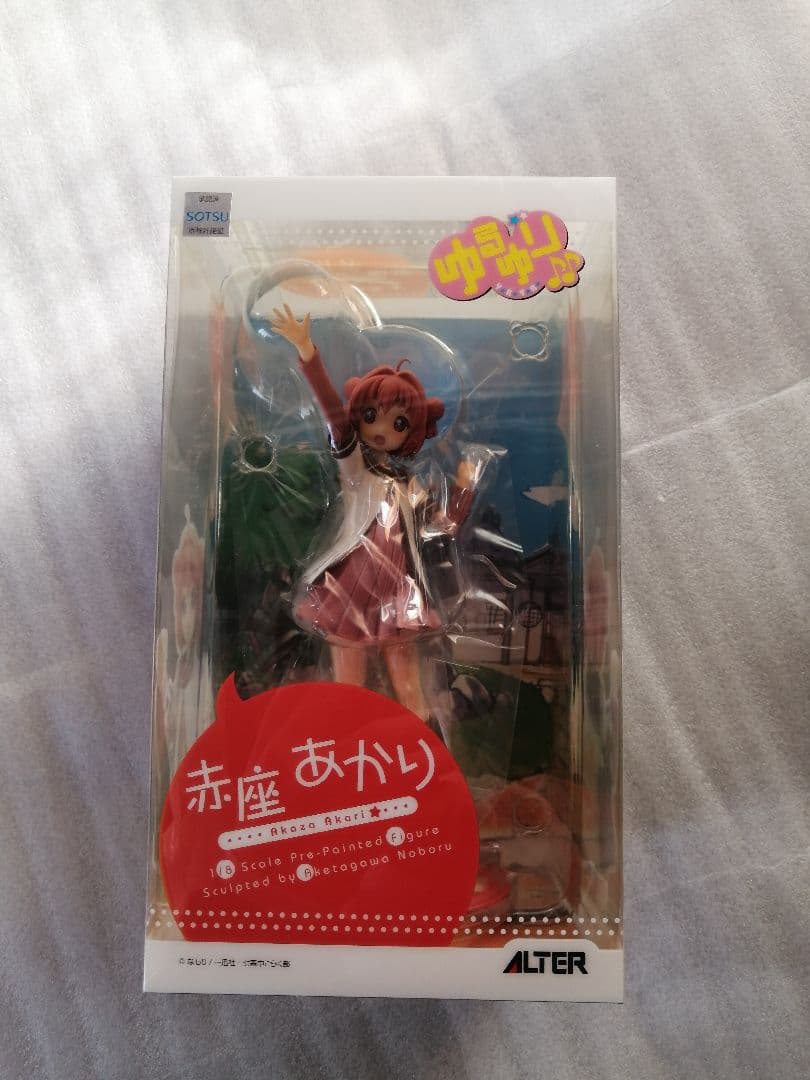 SOTSU
ゆるゆり♪♪
赤座 あかり
Akaza Akari★
1/8 Scale Pre-Painted Figure
Sculpted by Aketagawa Noboru
ALTER